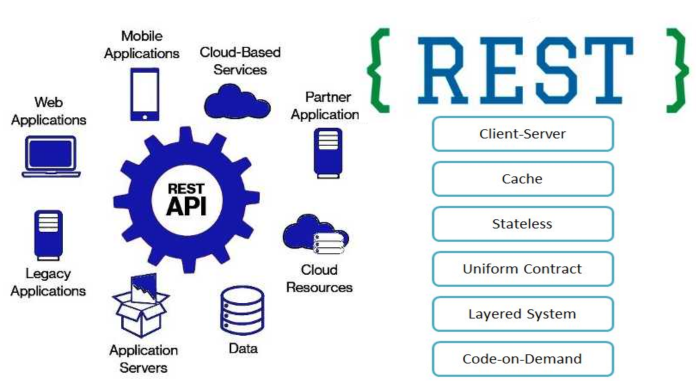 Mobile
Applications
Cloud-Based
Services
Partner
Application
Web
Applications
REST
API
Legacy
Applications
Cloud
Resources
Application
Servers
Data
{ REST }
Client-Server
Cache
Stateless
Uniform Contract
Layered System
Code-on-Demand